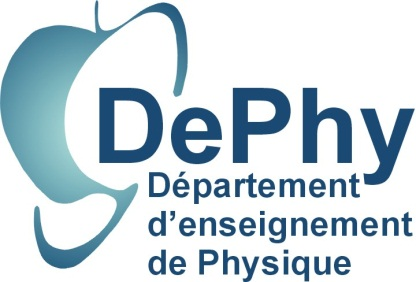 DePhy
Département
d'enseignement
de Physique